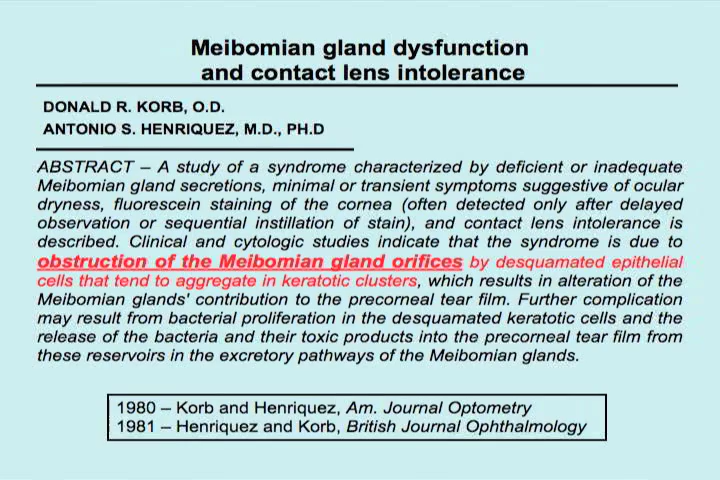 Meibomian gland dysfunction
and contact lens intolerance
DONALD R. KORB, O.D.
ANTONIO S. HENRIQUEZ, M.D., PH.D
ABSTRACT – A study of a syndrome characterized by deficient or inadequate
Meibomian gland secretions, minimal or transient symptoms suggestive of ocular
dryness, fluorescein staining of the cornea (often detected only after delayed
observation or sequential instillation of stain), and contact lens intolerance is
described. Clinical and cytologic studies indicate that the syndrome is due to
obstruction of the Meibomian gland orifices by desquamated epithelial
cells that tend to aggregate in keratotic clusters, which results in alteration of the
Meibomian glands' contribution to the precorneal tear film. Further complication
may result from bacterial proliferation in the desquamated keratotic cells and the
release of the bacteria and their toxic products into the precorneal tear film from
these reservoirs in the excretory pathways of the Meibomian glands.
1980 – Korb and Henriquez, Am. Journal Optometry
1981 – Henriquez and Korb, British Journal Ophthalmology